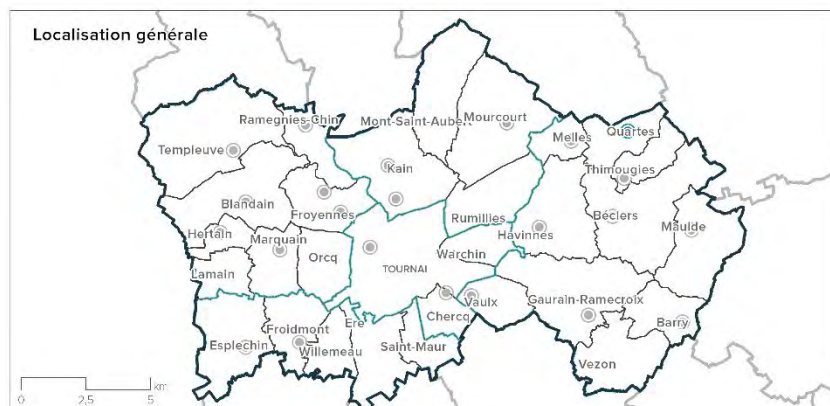 Localisation générale
Ramegnies-Chin
Mont-Saint-Aubert
Mourcourt
Melles
Quartes
Templeuve
Kain
Thimougies
Blandain
Froyennes
Rumillies
Béclers
Hertain
Marquain
Orcq
Havinnes
Maulde
Lamain
TOURNAI
Warchin
Vaulx
Gaurain-Ramecroix
Chercq
Barry
Froidmont
Ere
Esplechin
Willemeau
Saint-Maur
Vezon
0 2,5 5 km